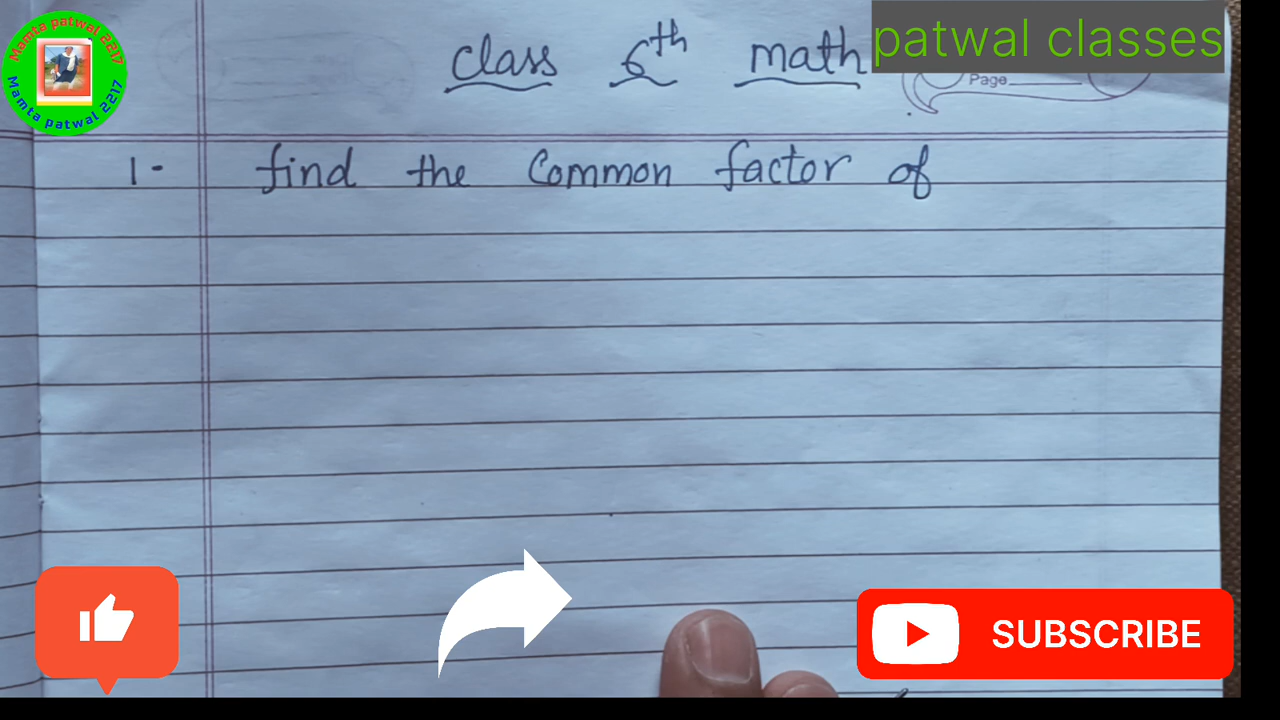 Mamta patwal 2217
Mamta patwal 2217
class 6th math
patwal classes
Page
1- find the Common factor of
SUBSCRIBE